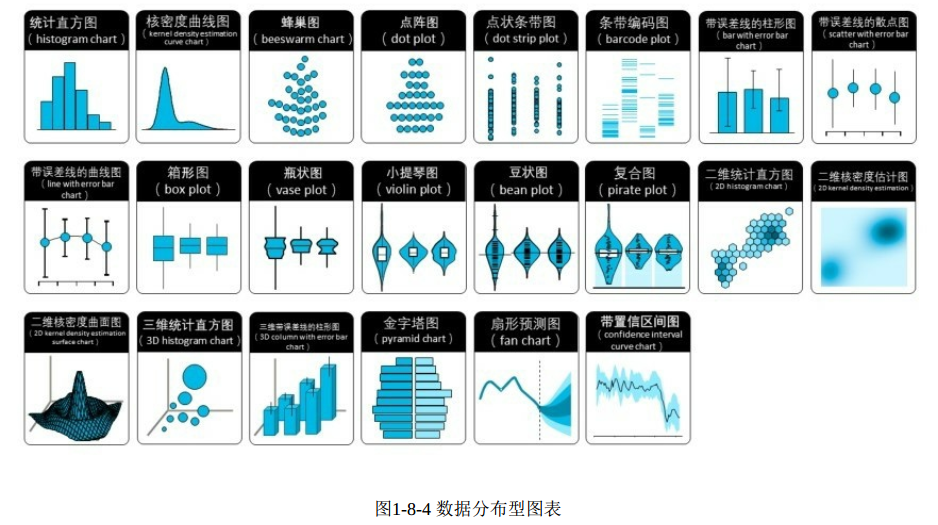 统计直方图
（histogram chart）
核密度曲线图
（kernel density estimation
curve chart）
蜂巢图
（beeswarm chart）
点阵图
（dot plot）
点状条带图
（dot strip plot）
条带编码图
（barcode plot）
带误差线的柱形图
（bar with error bar
chart）
带误差线的散点图
（scatter with error bar
chart）
带误差线的曲线图
（line with error bar
chart）
箱形图
（box plot）
瓶状图
（vase plot）
小提琴图
（violin plot）
豆状图
（bean plot）
复合图
（pirate plot）
二维统计直方图
（2D histogram chart）
二维核密度估计图
（2D kernel density estimation）
二维核密度曲面图
（2D kernel density estimation
surface chart）
三维统计直方图
（3D histogram chart）
三维带误差线的柱形图
（3D column with error bar
chart）
金字塔图
（pyramid chart）
扇形预测图
（fan chart）
带置信区间图
（confidence interval
curve chart）
图1-8-4 数据分布型图表